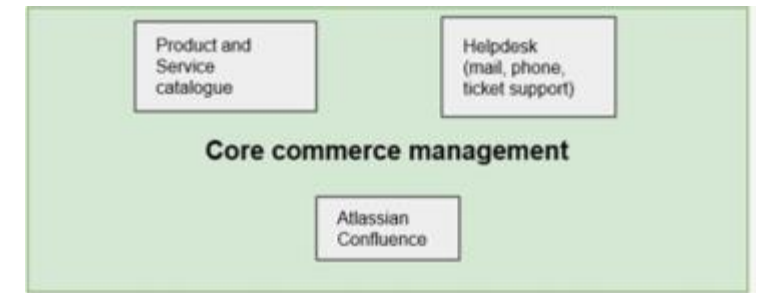 Product and
Service
catalogue
Helpdesk
(mail, phone,
ticket support)
Core commerce management
Atlassian
Confluence